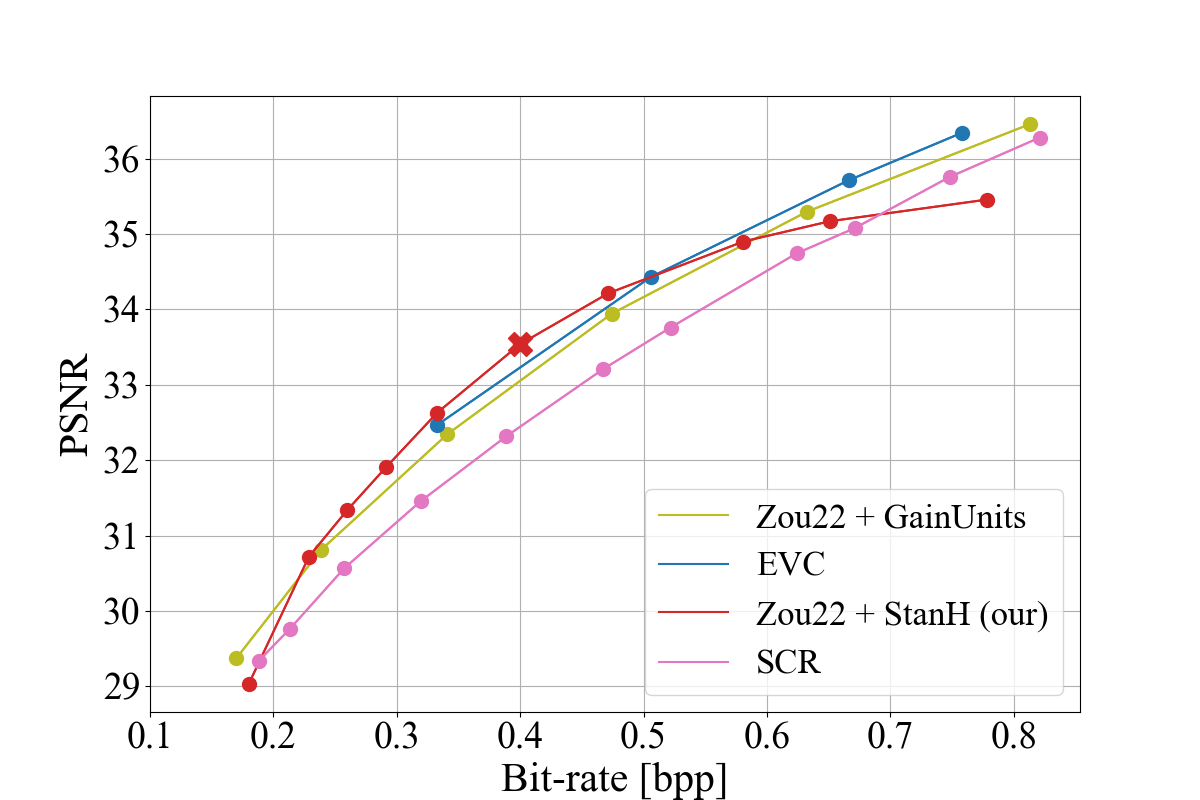 36
35
34
33
32
31
30
29
PSNR
0.1 0.2 0.3 0.4 0.5 0.6 0.7 0.8
Bit-rate [bpp]
Zou22 + GainUnits
EVC
Zou22 + StanH (our)
SCR